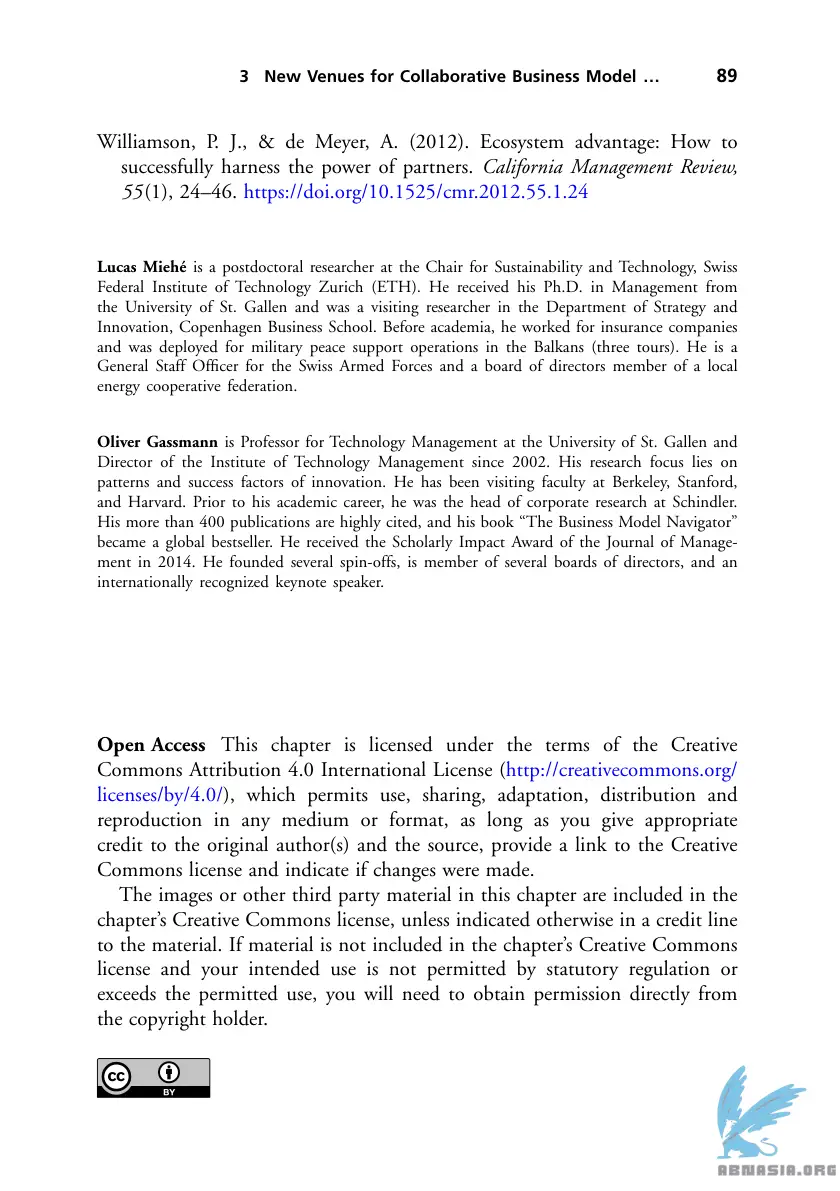 3 New Venues for Collaborative Business Model … 89
Williamson, P. J., & de Meyer, A. (2012). Ecosystem advantage: How to
successfully harness the power of partners. California Management Review,
55(1), 24–46. https://doi.org/10.1525/cmr.2012.55.1.24
Lucas Miehé is a postdoctoral researcher at the Chair for Sustainability and Technology, Swiss
Federal Institute of Technology Zurich (ETH). He received his Ph.D. in Management from
the University of St. Gallen and was a visiting researcher in the Department of Strategy and
Innovation, Copenhagen Business School. Before academia, he worked for insurance companies
and was deployed for military peace support operations in the Balkans (three tours). He is a
General Staff Officer for the Swiss Armed Forces and a board of directors member of a local
energy cooperative federation.
Oliver Gassmann is Professor for Technology Management at the University of St. Gallen and
Director of the Institute of Technology Management since 2002. His research focus lies on
patterns and success factors of innovation. He has been visiting faculty at Berkeley, Stanford,
and Harvard. Prior to his academic career, he was the head of corporate research at Schindler.
His more than 400 publications are highly cited, and his book “The Business Model Navigator”
became a global bestseller. He received the Scholarly Impact Award of the Journal of Manage-
ment in 2014. He founded several spin-offs, is member of several boards of directors, and an
internationally recognized keynote speaker.
Open Access This chapter is licensed under the terms of the Creative
Commons Attribution 4.0 International License (http://creativecommons.org/
licenses/by/4.0/), which permits use, sharing, adaptation, distribution and
reproduction in any medium or format, as long as you give appropriate
credit to the original author(s) and the source, provide a link to the Creative
Commons license and indicate if changes were made.
The images or other third party material in this chapter are included in the
chapter’s Creative Commons license, unless indicated otherwise in a credit line
to the material. If material is not included in the chapter’s Creative Commons
license and your intended use is not permitted by statutory regulation or
exceeds the permitted use, you will need to obtain permission directly from
the copyright holder.
cc
BY
ABNASIA.ORG